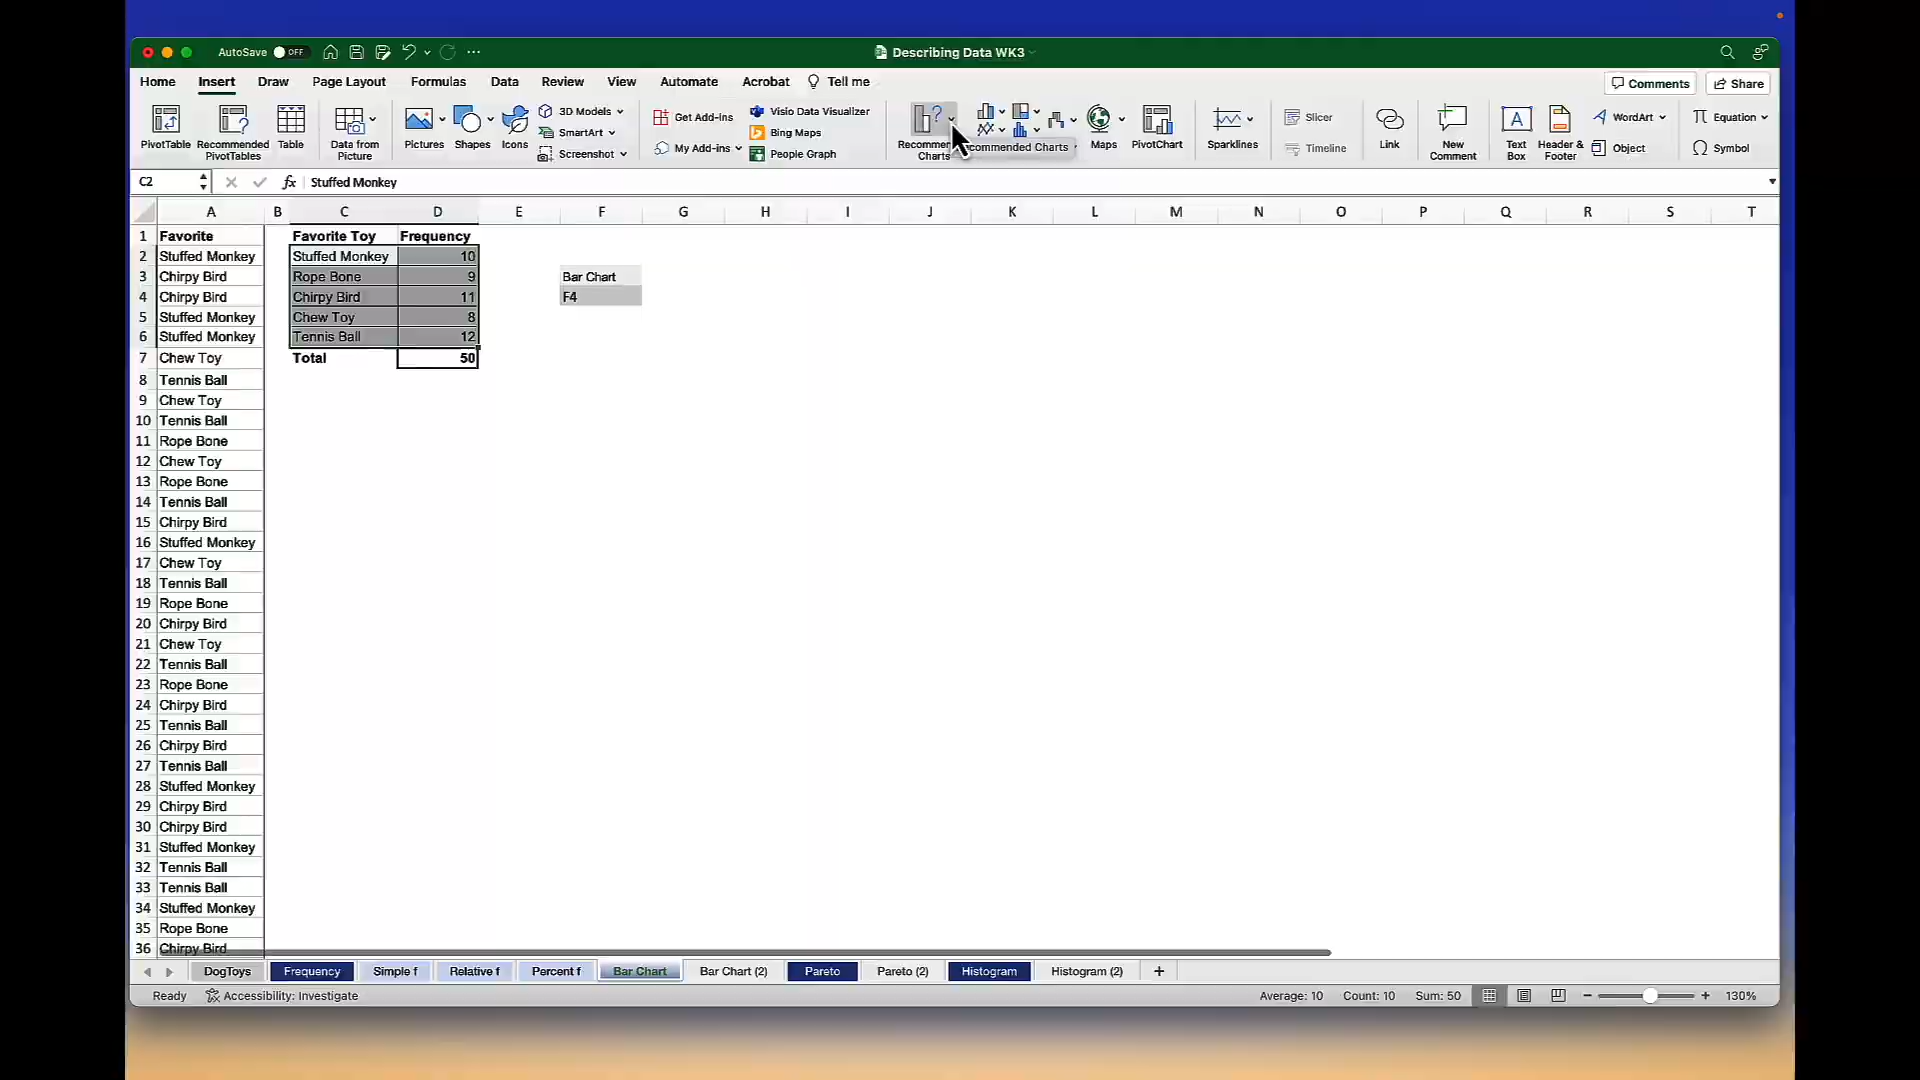 AutoSave OFF ... Describing Data WK3
Home Insert Draw Page Layout Formulas Data Review View Automate Acrobat Tell me Comments Share
PivotTable
Recommended PivotTables
Table
Data from Picture
Pictures
Shapes
Icons
3D Models
SmartArt
Screenshot
Get Add-ins
My Add-ins
Visio Data Visualizer
Bing Maps
People Graph
Recommen
Charts
commended Charts
Maps
PivotChart
Sparklines
Slicer
Timeline
Link
New Comment
Text Box
Header & Footer
WordArt
Object
Equation
Symbol
C2 fx Stuffed Monkey
A B C D E F G H I J K L M N O P Q R S T
1 Favorite Favorite Toy Frequency
2 Stuffed Monkey Stuffed Monkey 10
3 Chirpy Bird Rope Bone 9 Bar Chart
4 Chirpy Bird Chirpy Bird 11 F4
5 Stuffed Monkey Chew Toy 8
6 Stuffed Monkey Tennis Ball 12
7 Chew Toy Total 50
8 Tennis Ball
9 Chew Toy
10 Tennis Ball
11 Rope Bone
12 Chew Toy
13 Rope Bone
14 Tennis Ball
15 Chirpy Bird
16 Stuffed Monkey
17 Chew Toy
18 Tennis Ball
19 Rope Bone
20 Chirpy Bird
21 Chew Toy
22 Tennis Ball
23 Rope Bone
24 Chirpy Bird
25 Tennis Ball
26 Chirpy Bird
27 Tennis Ball
28 Stuffed Monkey
29 Chirpy Bird
30 Chirpy Bird
31 Stuffed Monkey
32 Tennis Ball
33 Tennis Ball
34 Stuffed Monkey
35 Rope Bone
36 Chirpy Bird
DogToys Frequency Simple f Relative f Percent f Bar Chart Bar Chart (2) Pareto Pareto (2) Histogram Histogram (2) +
Ready Accessibility: Investigate Average: 10 Count: 10 Sum: 50 130%